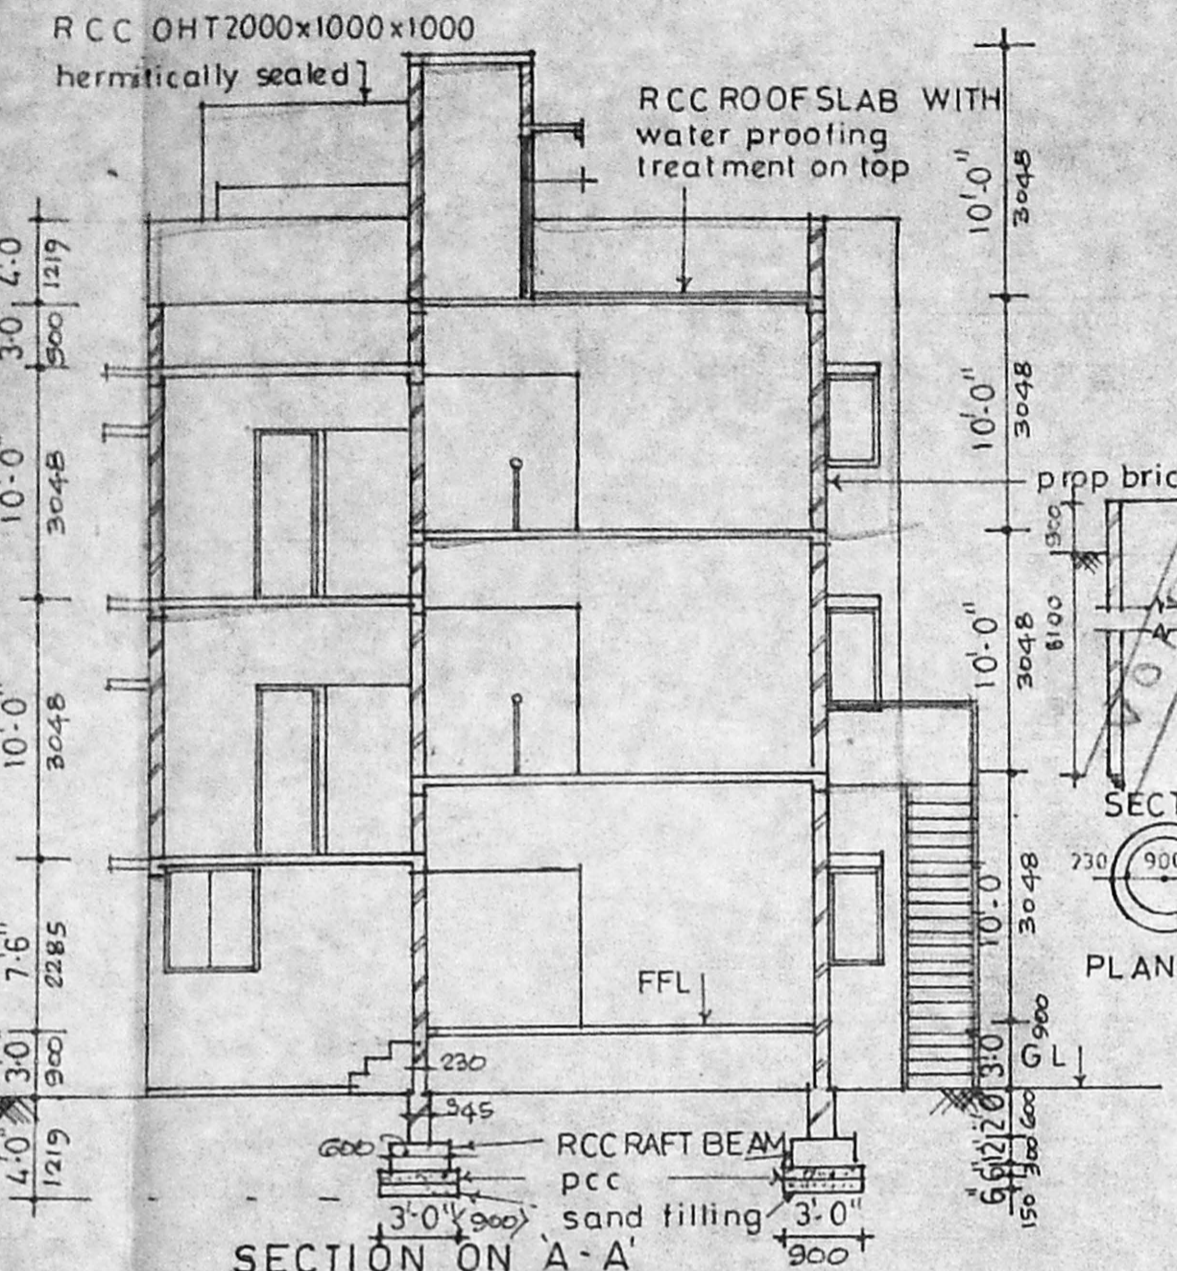 RCC OHT2000x1000x1000
hermitically sealed
RCC ROOF SLAB WITH
water proofing
treatment on top
10'-0"
3048
4'-0
1219
3'-0
900
10'-0"
3048
10'-0"
3048
prop bric
900
6100
10'-0"
3048
10'-0"
3048
SECT
230
900
PLAN
10'-0"
3048
7'6"
2285
FFL
3'-0"
900
230
3'-0
900
GL
4'-0"
1219
345
600
RCC RAFT BEAM
pcc
sand filling
3'-0"
(900)
3'-0"
900
2'0
600
300
150
SECTION ON 'A-A'